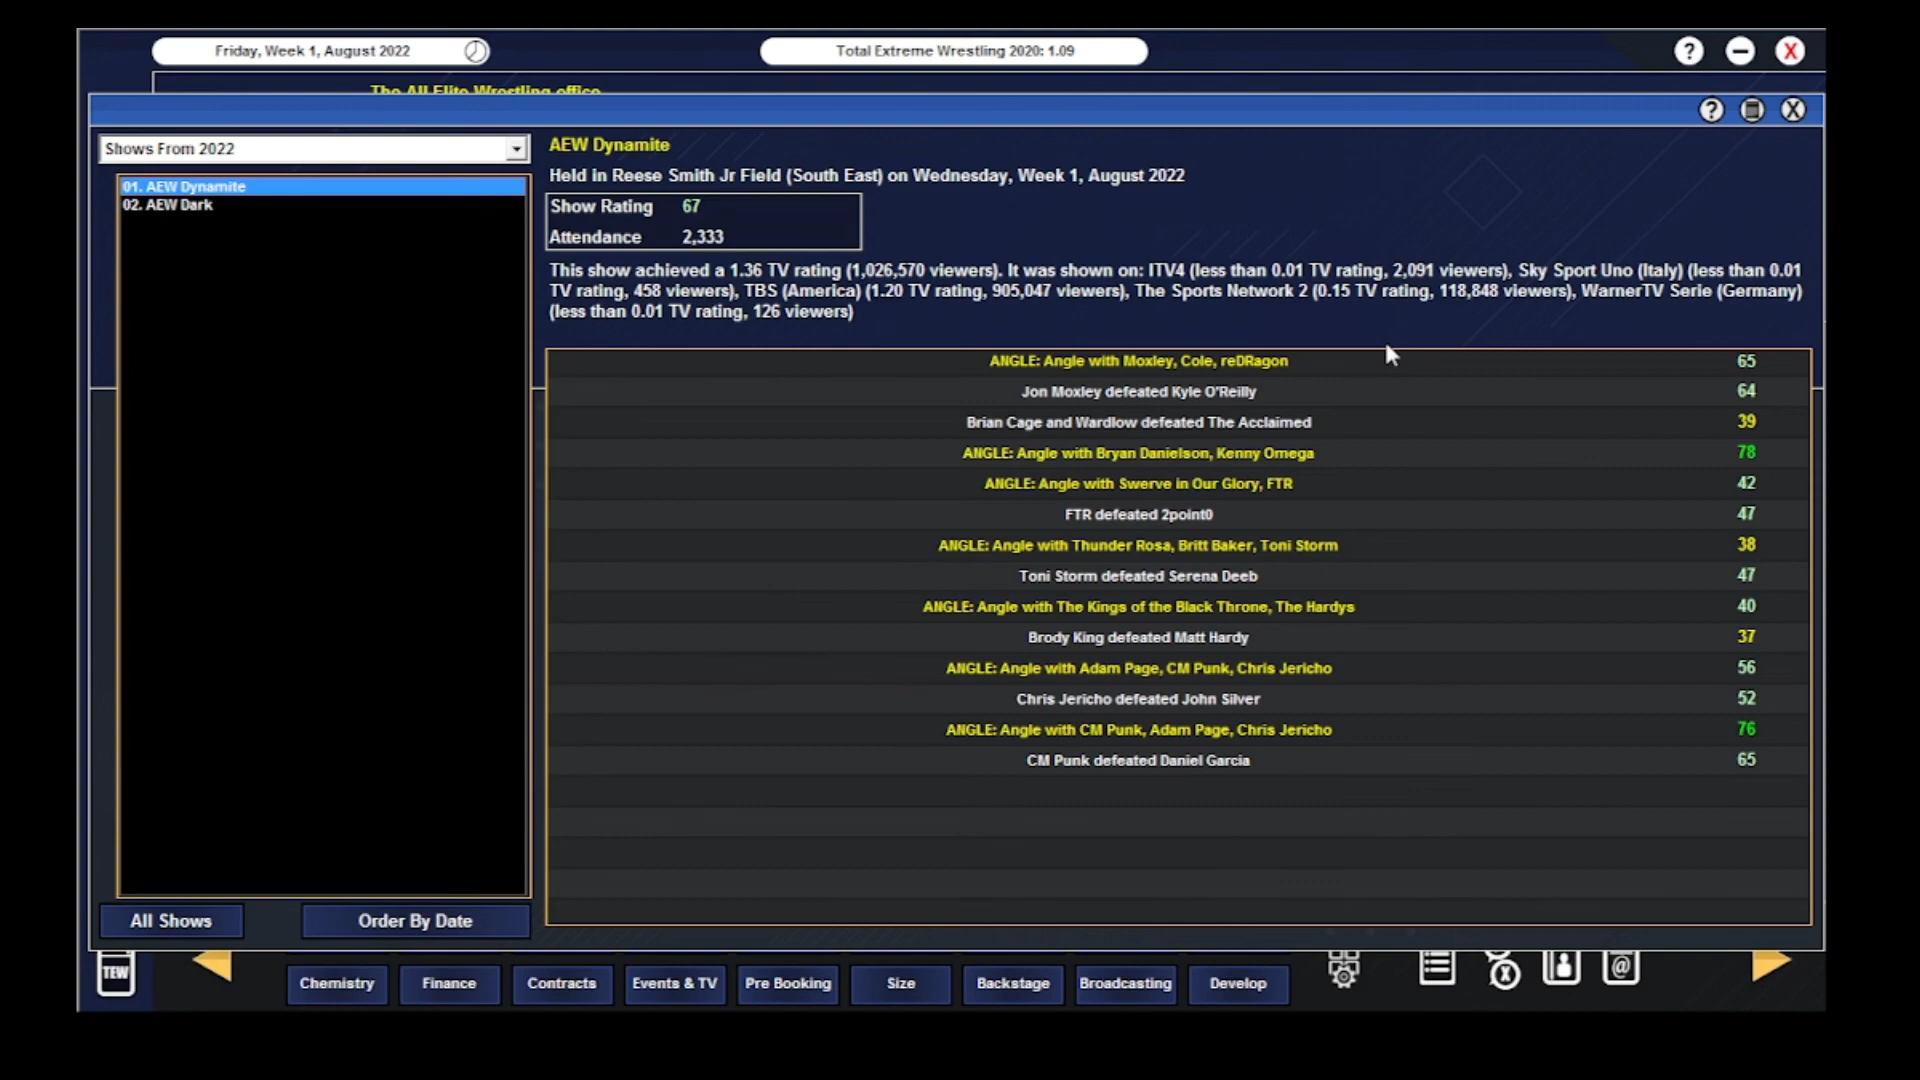 Friday, Week 1, August 2022
Total Extreme Wrestling 2020: 1.09
?
X
The All Elite Wrestling office
?
X
Shows From 2022
01. AEW Dynamite
02. AEW Dark
AEW Dynamite
Held in Reese Smith Jr Field (South East) on Wednesday, Week 1, August 2022
Show Rating 67
Attendance 2,333
This show achieved a 1.36 TV rating (1,026,570 viewers). It was shown on: ITV4 (less than 0.01 TV rating, 2,091 viewers), Sky Sport Uno (Italy) (less than 0.01
TV rating, 458 viewers), TBS (America) (1.20 TV rating, 905,047 viewers), The Sports Network 2 (0.15 TV rating, 118,848 viewers), WarnerTV Serie (Germany)
(less than 0.01 TV rating, 126 viewers)
ANGLE: Angle with Moxley, Cole, reDRagon 65
Jon Moxley defeated Kyle O'Reilly 64
Brian Cage and Wardlow defeated The Acclaimed 39
ANGLE: Angle with Bryan Danielson, Kenny Omega 78
ANGLE: Angle with Swerve in Our Glory, FTR 42
FTR defeated 2point0 47
ANGLE: Angle with Thunder Rosa, Britt Baker, Toni Storm 38
Toni Storm defeated Serena Deeb 47
ANGLE: Angle with The Kings of the Black Throne, The Hardys 40
Brody King defeated Matt Hardy 37
ANGLE: Angle with Adam Page, CM Punk, Chris Jericho 56
Chris Jericho defeated John Silver 52
ANGLE: Angle with CM Punk, Adam Page, Chris Jericho 76
CM Punk defeated Daniel Garcia 65
All Shows
Order By Date
TEW
Chemistry
Finance
Contracts
Events & TV
Pre Booking
Size
Backstage
Broadcasting
Develop
X
@